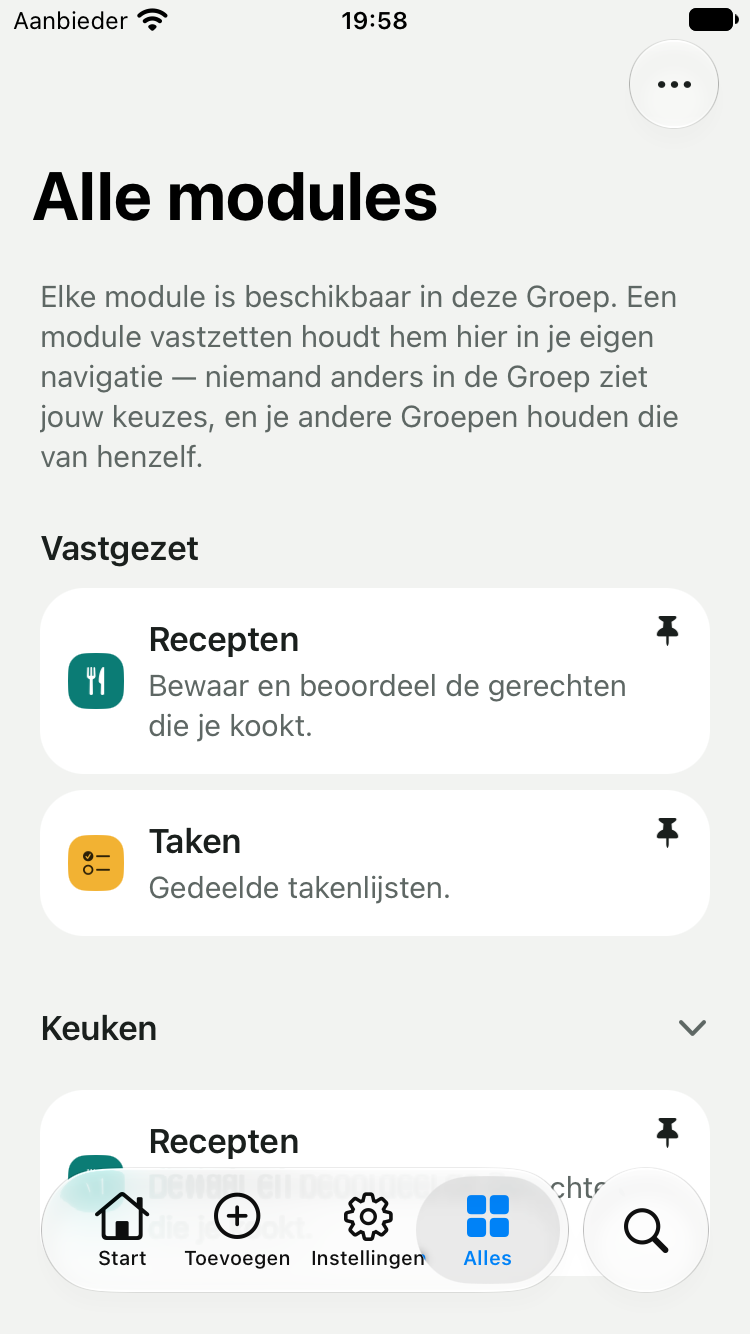 Aanbieder 19:58
Alle modules
Elke module is beschikbaar in deze Groep. Een
module vastzetten houdt hem hier in je eigen
navigatie — niemand anders in de Groep ziet
jouw keuzes, en je andere Groepen houden die
van henzelf.
Vastgezet
Recepten
Bewaar en beoordeel de gerechten
die je kookt.
Taken
Gedeelde takenlijsten.
Keuken
Recepten
die je kookt.
Start Toevoegen Instellingen Alles